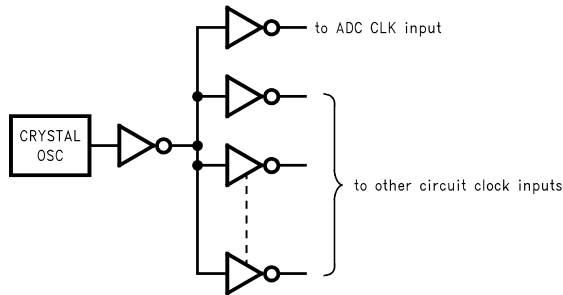 to ADC CLK input
CRYSTAL
OSC
to other circuit clock inputs